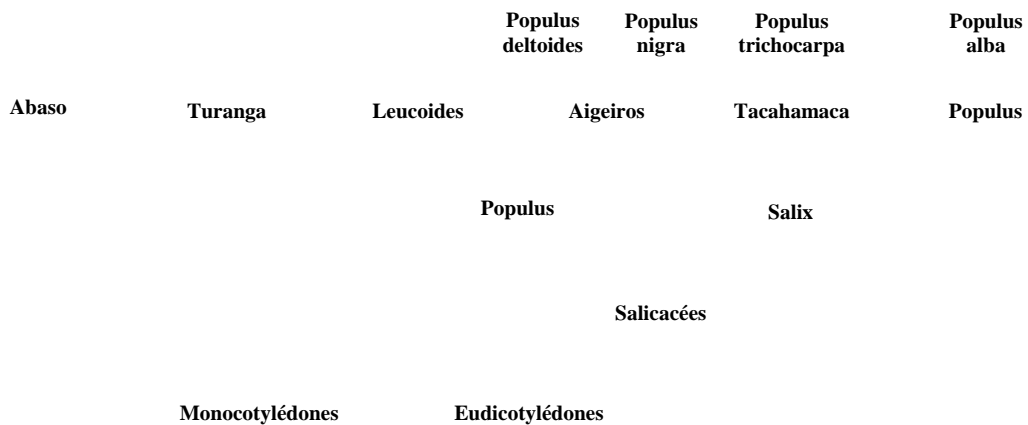 Populus Populus Populus Populus
deltoides nigra trichocarpa alba
Abaso Turanga Leucoides Aigeiros Tacahamaca Populus
Populus Salix
Salicacées
Monocotylédones Eudicotylédones